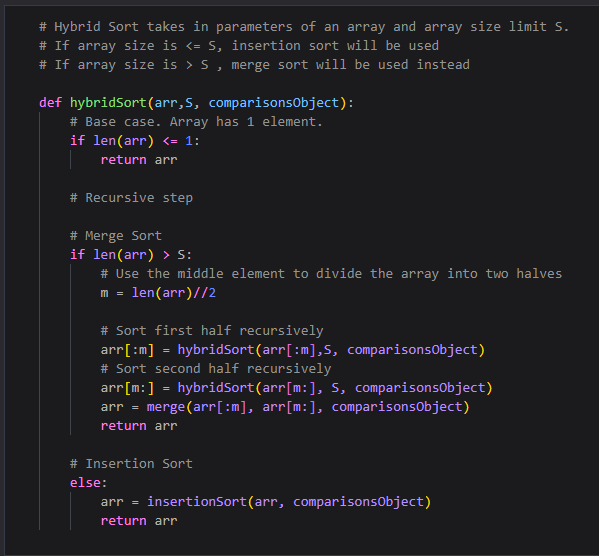 # Hybrid Sort takes in parameters of an array and array size limit S.
# If array size is <= S, insertion sort will be used
# If array size is > S , merge sort will be used instead

def hybridSort(arr,S, comparisonsObject):
    # Base case. Array has 1 element.
    if len(arr) <= 1:
        return arr

    # Recursive step

    # Merge Sort
    if len(arr) > S:
        # Use the middle element to divide the array into two halves
        m = len(arr)//2

        # Sort first half recursively
        arr[:m] = hybridSort(arr[:m],S, comparisonsObject)
        # Sort second half recursively
        arr[m:] = hybridSort(arr[m:], S, comparisonsObject)
        arr = merge(arr[:m], arr[m:], comparisonsObject)
        return arr

    # Insertion Sort
    else:
        arr = insertionSort(arr, comparisonsObject)
        return arr